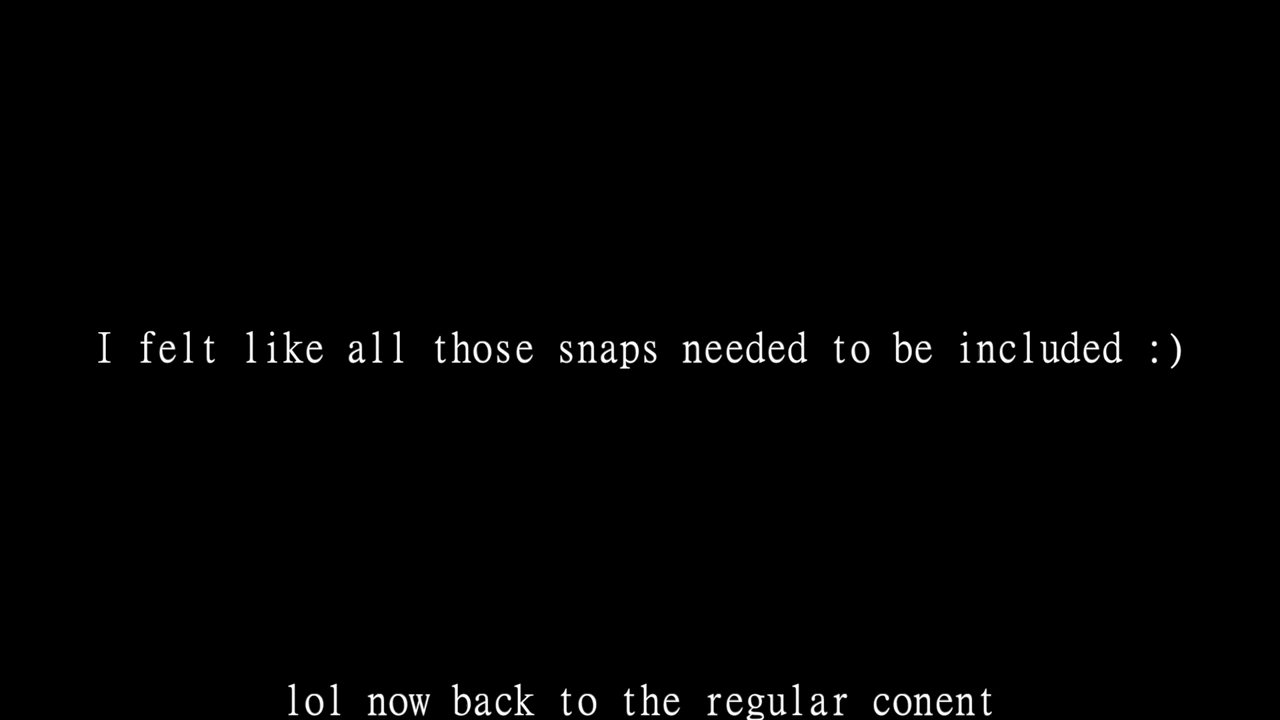 I felt like all those snaps needed to be included :)
lol now back to the regular conent